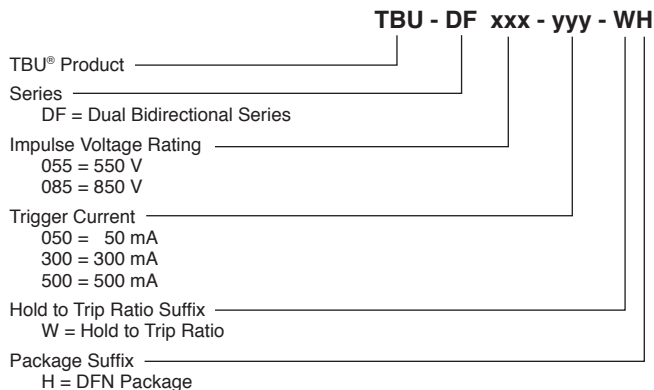 TBU - DF xxx - yyy - WH
TBU® Product
Series
DF = Dual Bidirectional Series
Impulse Voltage Rating
055 = 550 V
085 = 850 V
Trigger Current
050 = 50 mA
300 = 300 mA
500 = 500 mA
Hold to Trip Ratio Suffix
W = Hold to Trip Ratio
Package Suffix
H = DFN Package